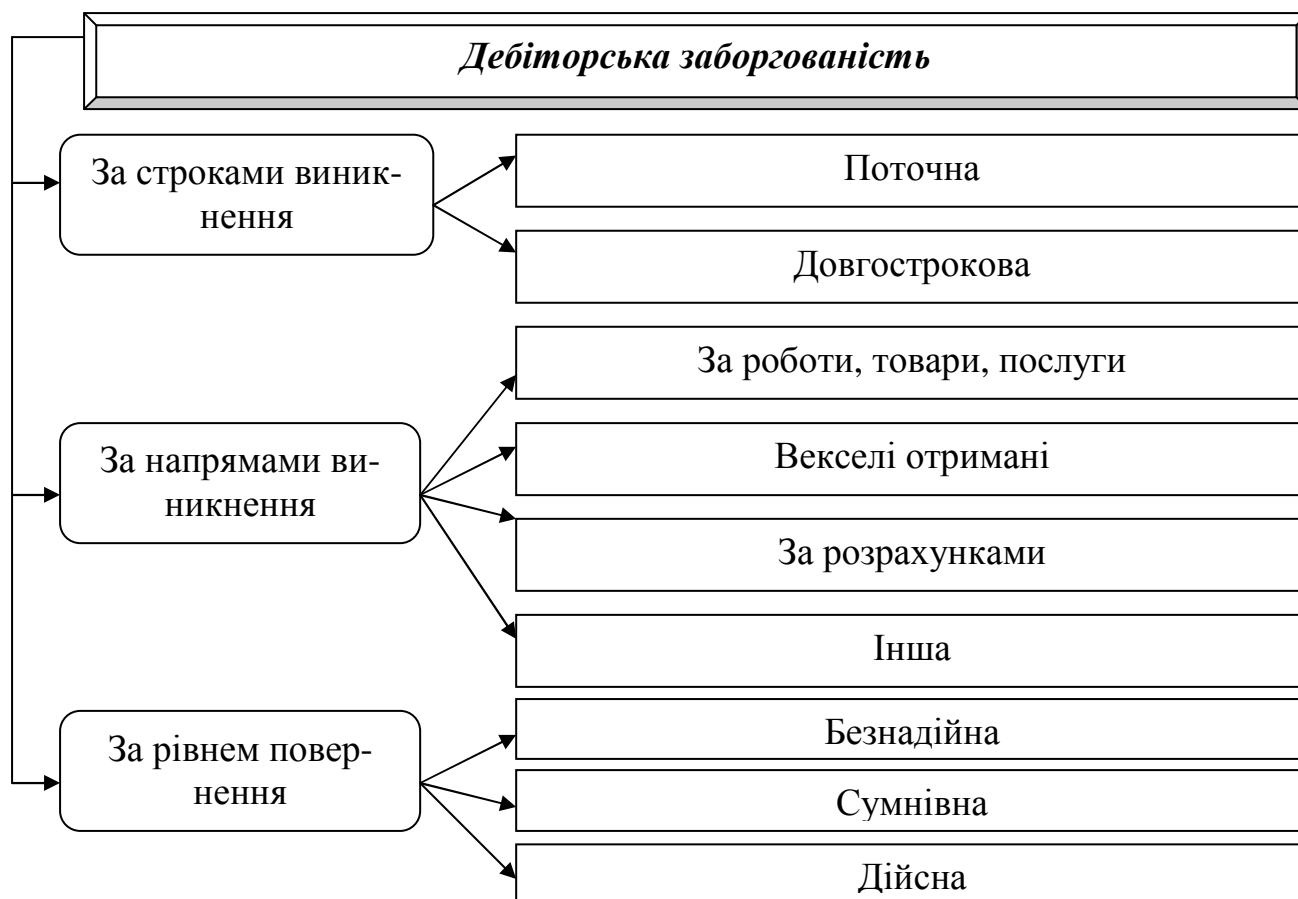 Дебіторська заборгованість
За строками виник-
нення
Поточна
Довгострокова
За напрямами ви-
никнення
За роботи, товари, послуги
Векселі отримані
За розрахунками
Інша
За рівнем повер-
нення
Безнадійна
Сумнівна
Дійсна